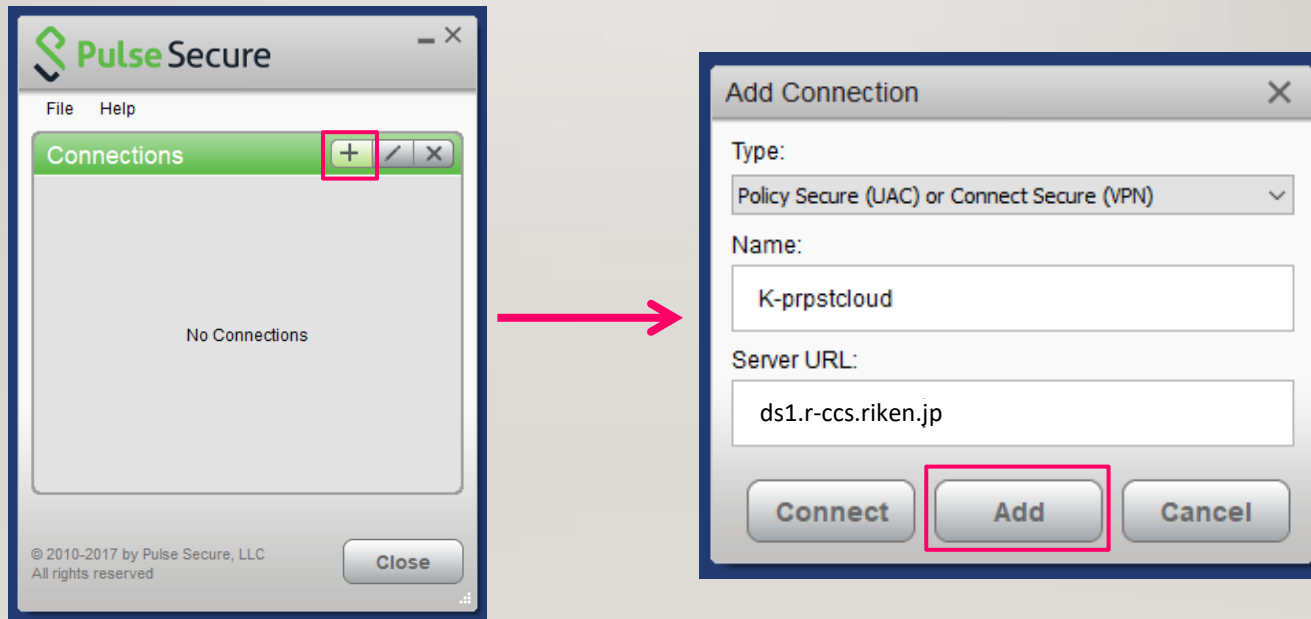 Pulse Secure
File Help
Connections
No Connections
© 2010-2017 by Pulse Secure, LLC
All rights reserved
Close
Add Connection
Type:
Policy Secure (UAC) or Connect Secure (VPN)
Name:
K-prpstcloud
Server URL:
ds1.r-ccs.riken.jp
Connect Add Cancel